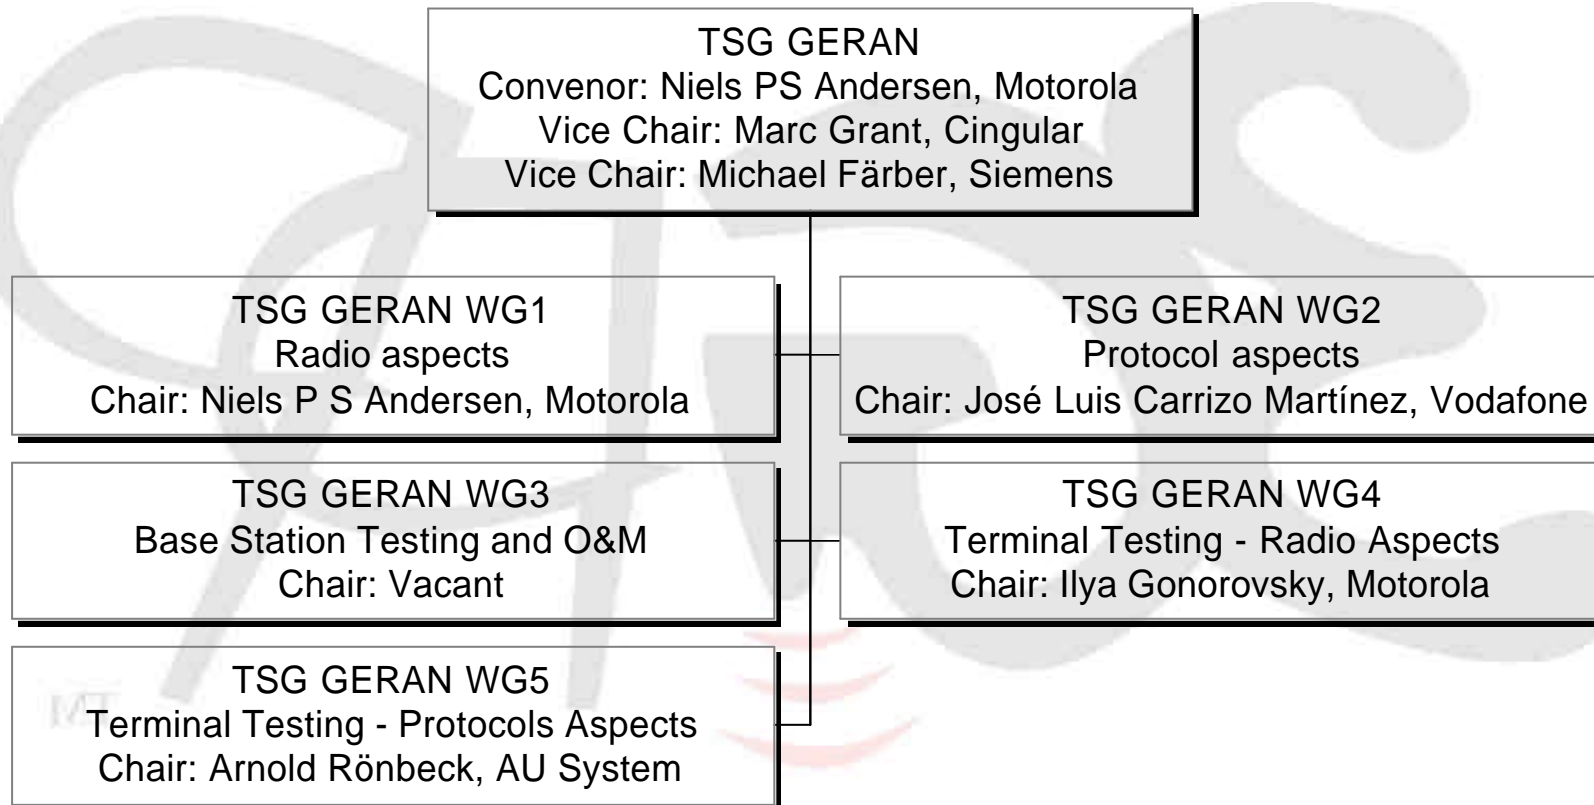 TSG GERAN
Convenor: Niels PS Andersen, Motorola
Vice Chair: Marc Grant, Cingular
Vice Chair: Michael Färber, Siemens
TSG GERAN WG1
Radio aspects
Chair: Niels P S Andersen, Motorola
TSG GERAN WG2
Protocol aspects
Chair: José Luis Carrizo Martínez, Vodafone
TSG GERAN WG3
Base Station Testing and O&M
Chair: Vacant
TSG GERAN WG4
Terminal Testing - Radio Aspects
Chair: Ilya Gonorovsky, Motorola
TSG GERAN WG5
Terminal Testing - Protocols Aspects
Chair: Arnold Rönbeck, AU System